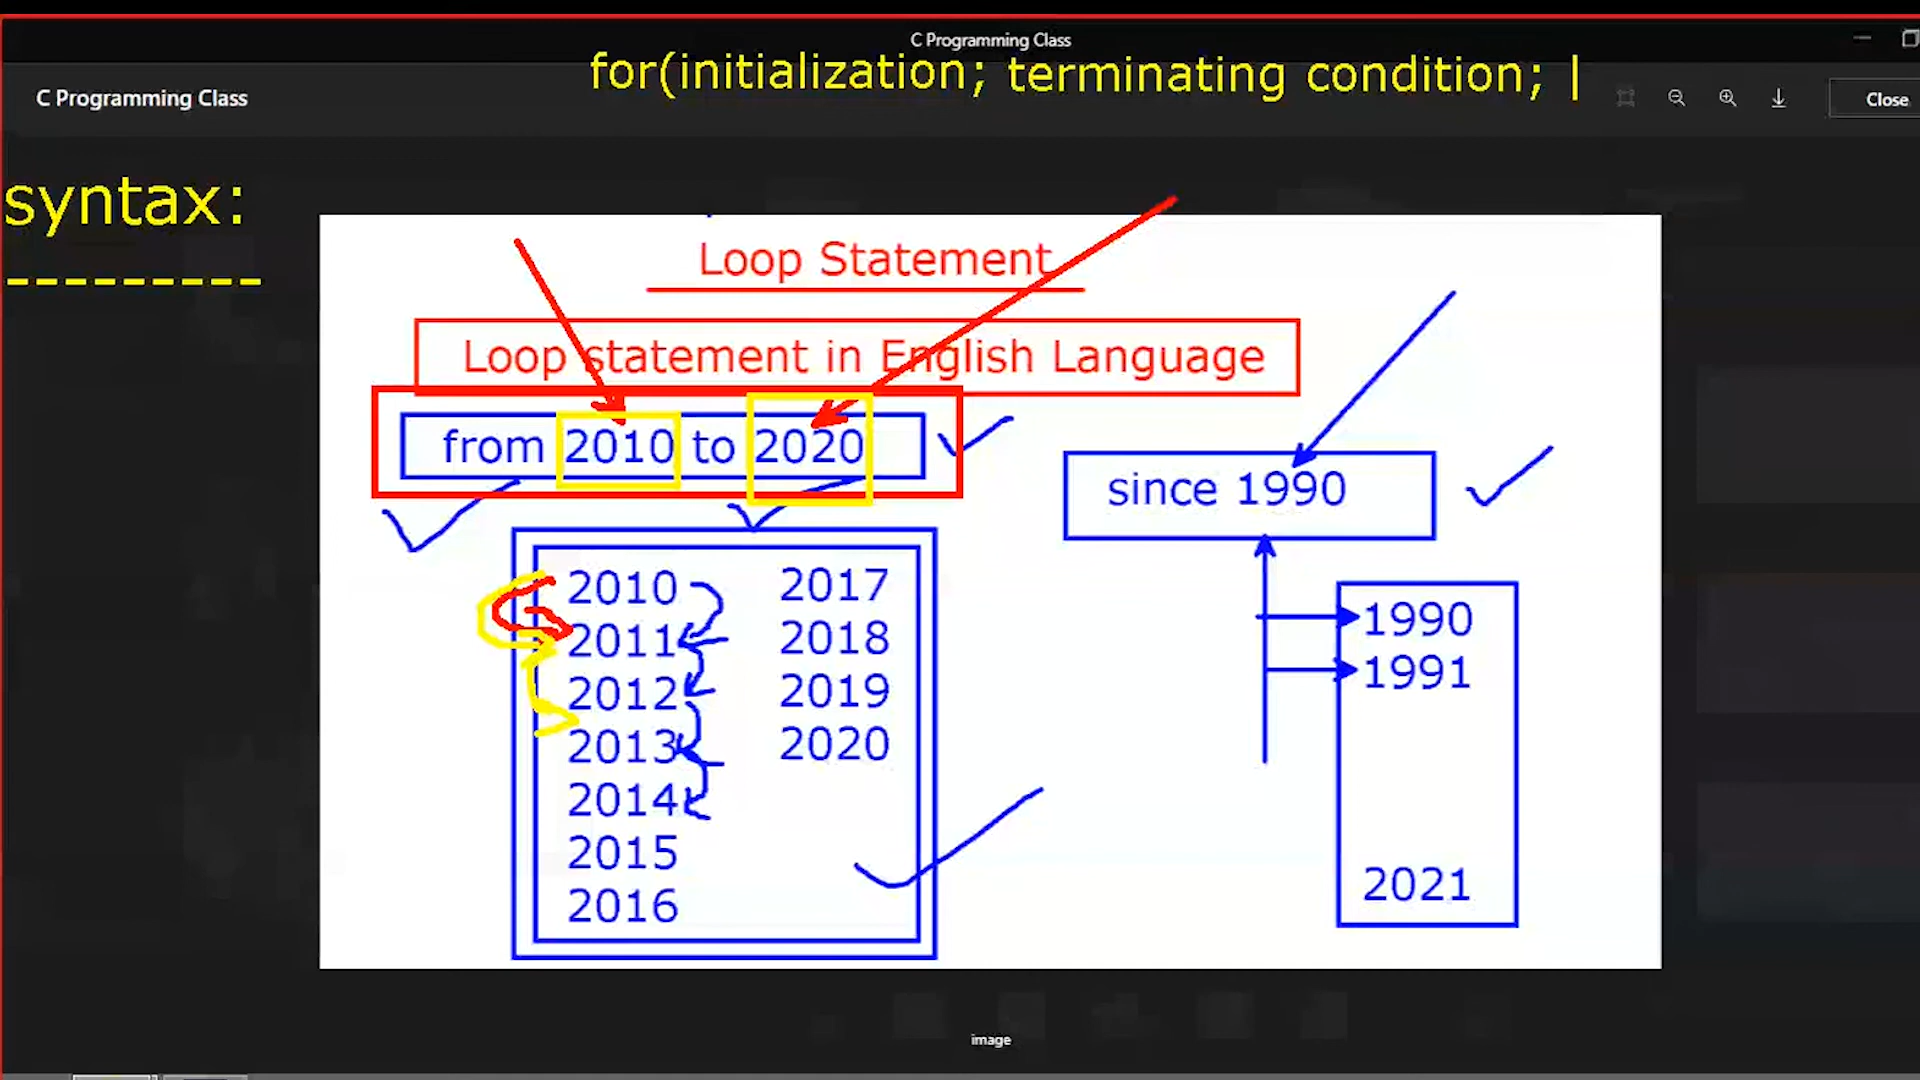 C Programming Class
for(initialization; terminating condition; |
C Programming Class
Close
syntax:
---------
Loop Statement
Loop statement in English Language
from 2010 to 2020
since 1990
2010
2011
2012
2013
2014
2015
2016
2017
2018
2019
2020
1990
1991
2021
image